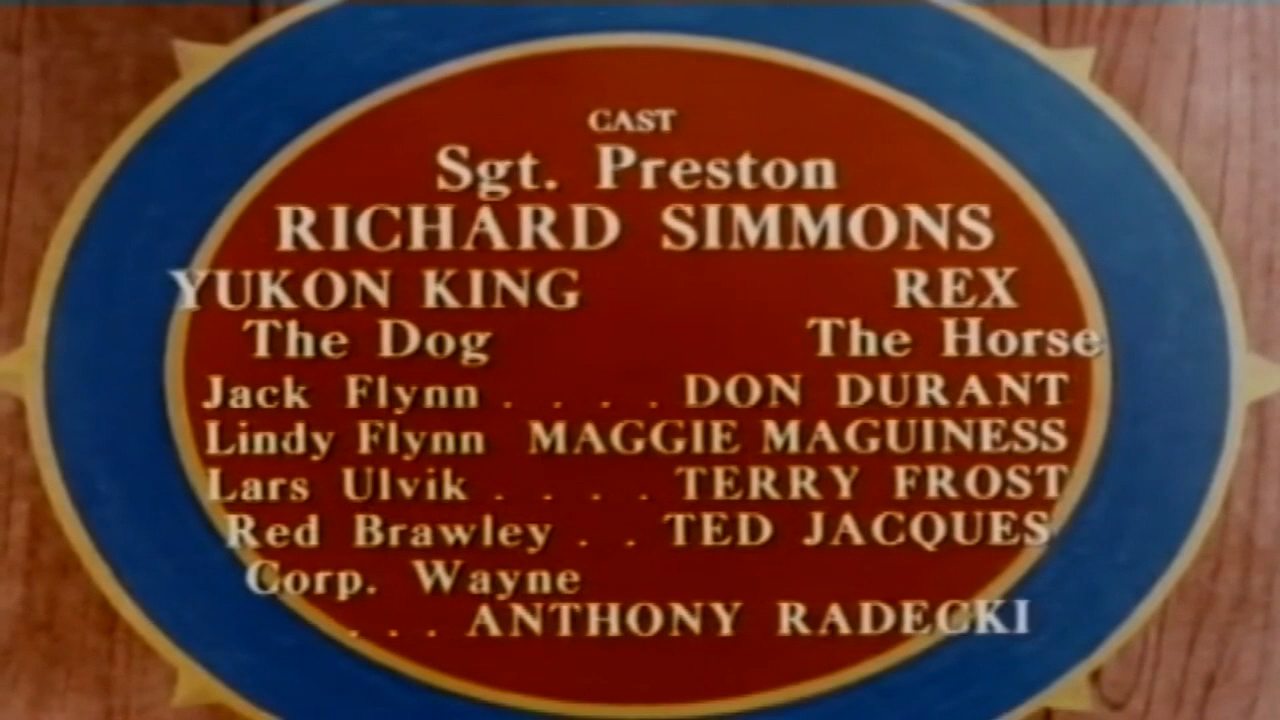 CAST
Sgt. Preston
RICHARD SIMMONS
YUKON KING REX
The Dog The Horse
Jack Flynn . . . . DON DURANT
Lindy Flynn MAGGIE MAGUINESS
Lars Ulvik . . . . TERRY FROST
Red Brawley . . TED JACQUES
Corp. Wayne
. . . ANTHONY RADECKI